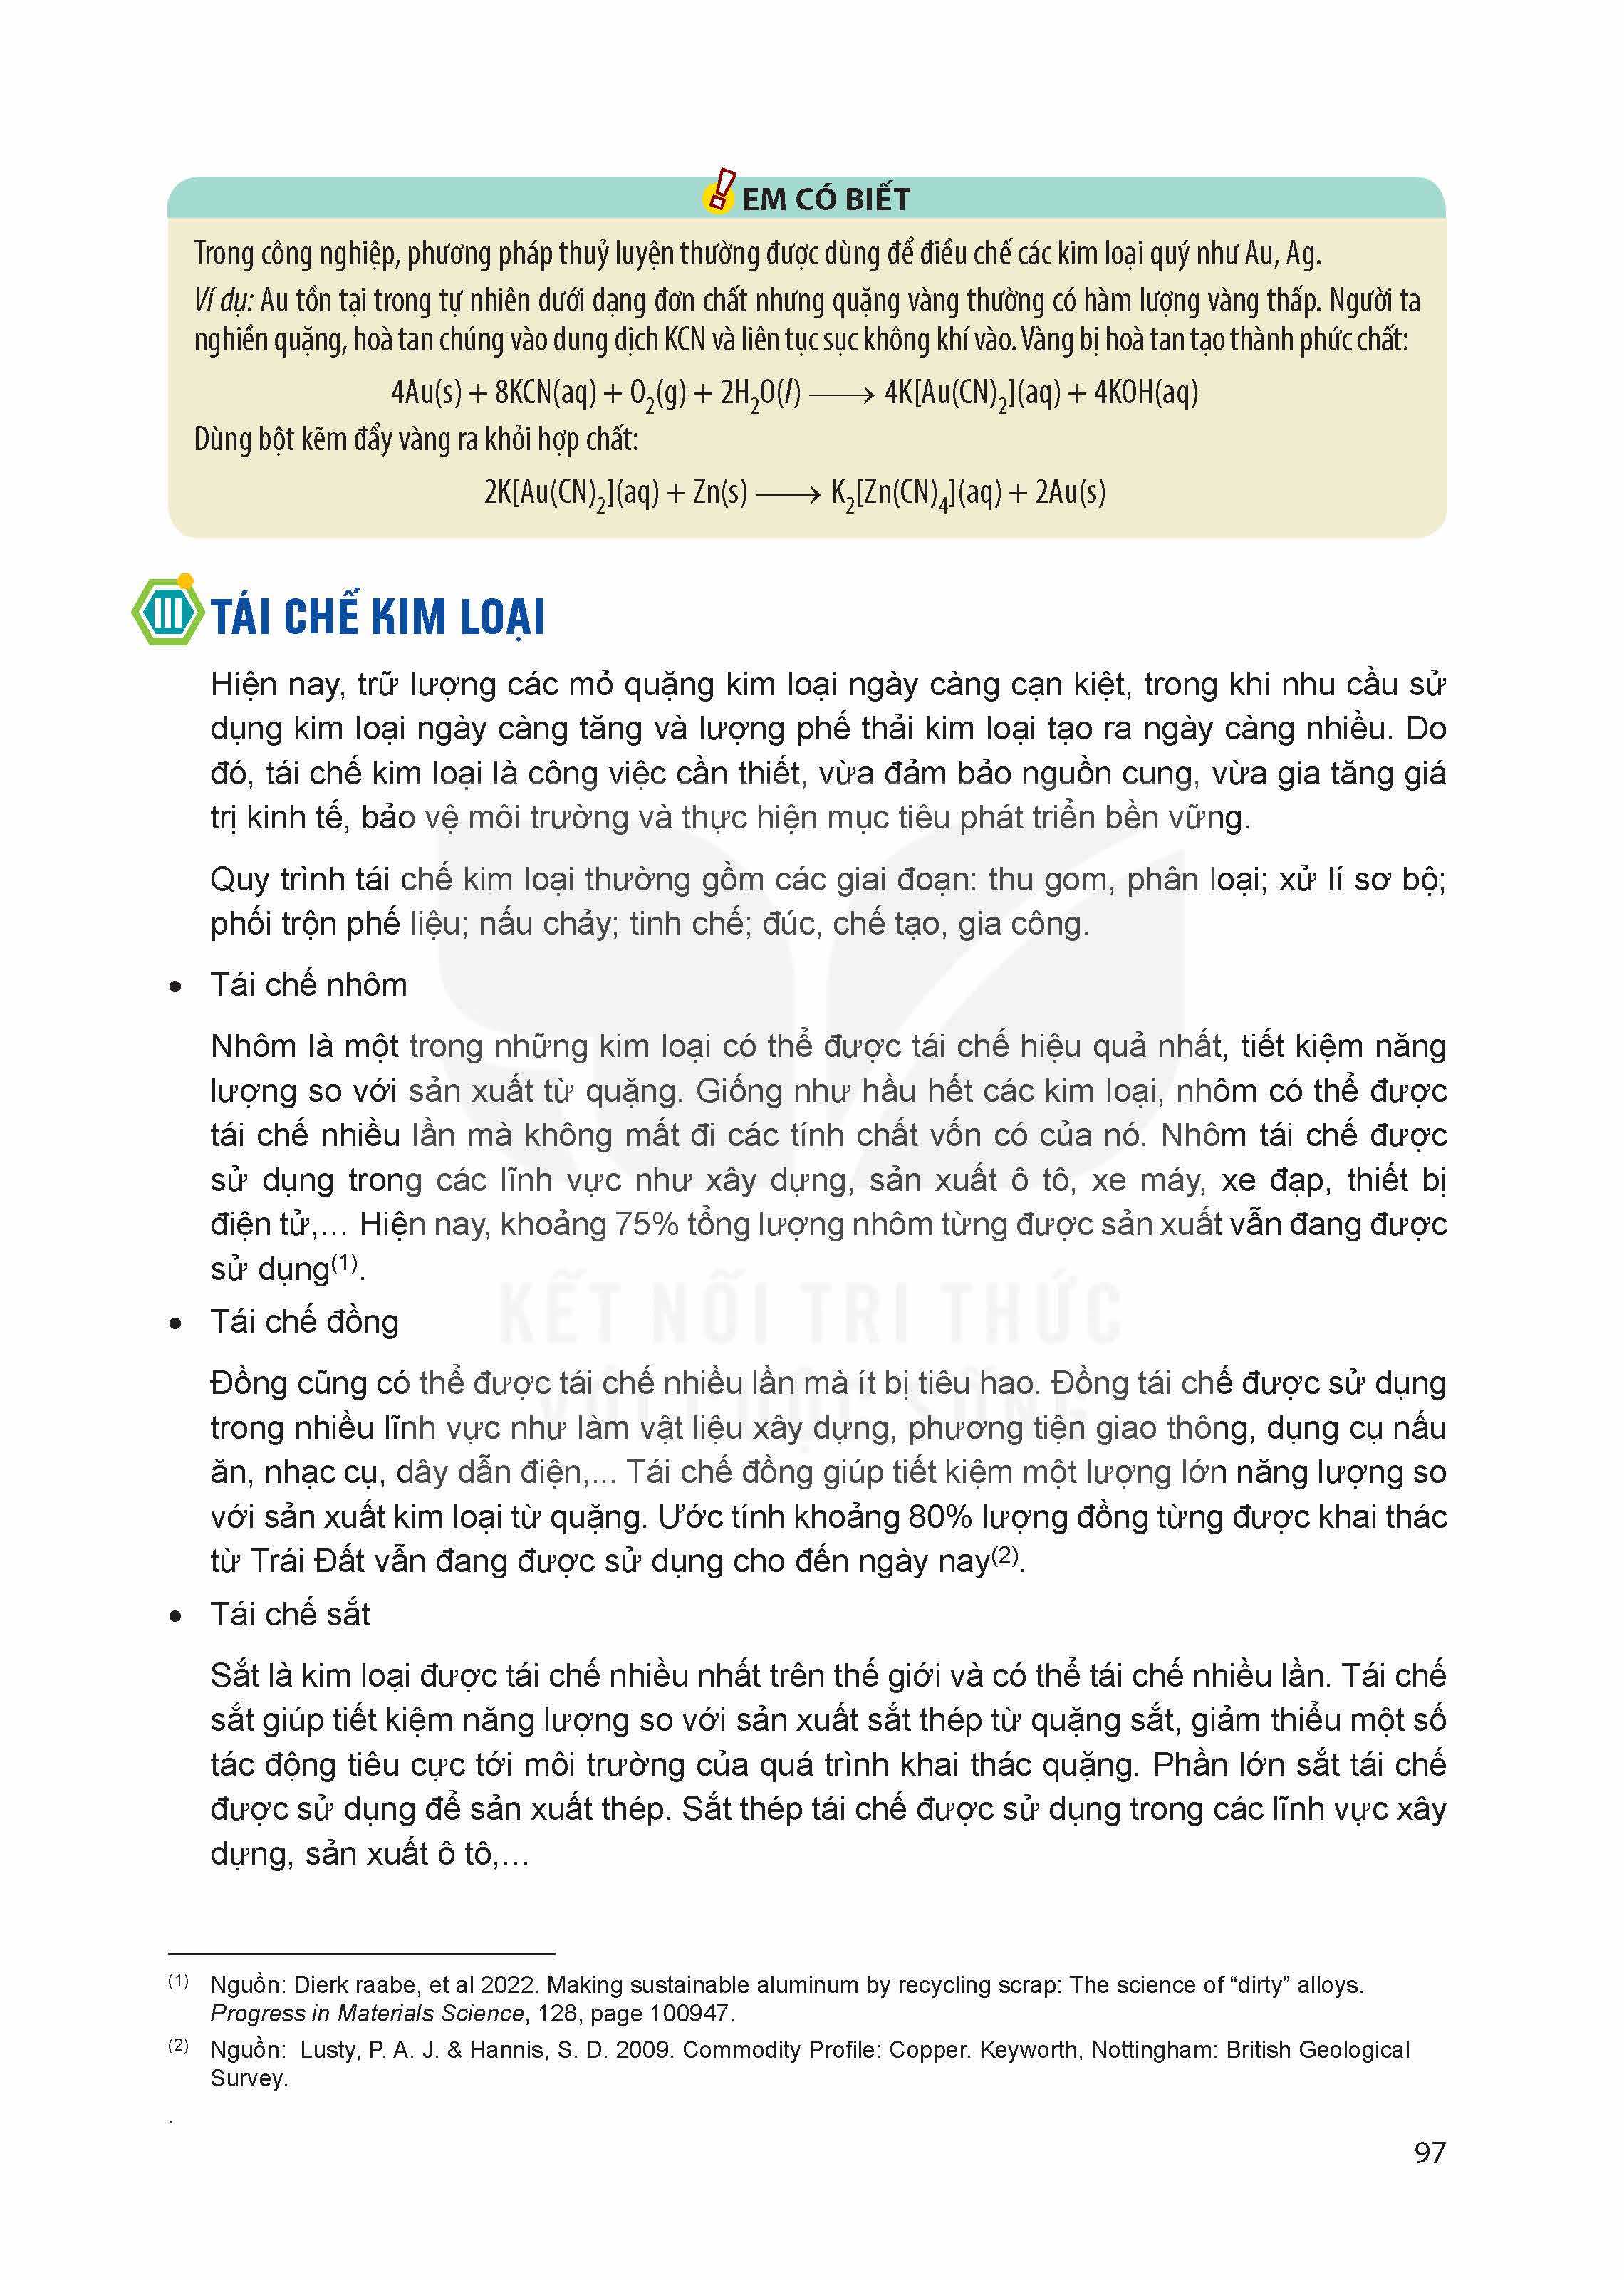 EM CÓ BIẾT
Trong công nghiệp, phương pháp thuỷ luyện thường được dùng để điều chế các kim loại quý như Au, Ag.
Ví dụ: Au tồn tại trong tự nhiên dưới dạng đơn chất nhưng quặng vàng thường có hàm lượng vàng thấp. Người ta
nghiền quặng, hoà tan chúng vào dung dịch KCN và liên tục sục không khí vào. Vàng bị hoà tan tạo thành phức chất:
4Au(s) + 8KCN(aq) + O₂(g) + 2H₂O(l) ⟶ 4K[Au(CN)₂](aq) + 4KOH(aq)
Dùng bột kẽm đẩy vàng ra khỏi hợp chất:
2K[Au(CN)₂](aq) + Zn(s) ⟶ K₂[Zn(CN)₄](aq) + 2Au(s)
III TÁI CHẾ KIM LOẠI
Hiện nay, trữ lượng các mỏ quặng kim loại ngày càng cạn kiệt, trong khi nhu cầu sử
dụng kim loại ngày càng tăng và lượng phế thải kim loại tạo ra ngày càng nhiều. Do
đó, tái chế kim loại là công việc cần thiết, vừa đảm bảo nguồn cung, vừa gia tăng giá
trị kinh tế, bảo vệ môi trường và thực hiện mục tiêu phát triển bền vững.
Quy trình tái chế kim loại thường gồm các giai đoạn: thu gom, phân loại; xử lí sơ bộ;
phối trộn phế liệu; nấu chảy; tinh chế; đúc, chế tạo, gia công.
• Tái chế nhôm
Nhôm là một trong những kim loại có thể được tái chế hiệu quả nhất, tiết kiệm năng
lượng so với sản xuất từ quặng. Giống như hầu hết các kim loại, nhôm có thể được
tái chế nhiều lần mà không mất đi các tính chất vốn có của nó. Nhôm tái chế được
sử dụng trong các lĩnh vực như xây dựng, sản xuất ô tô, xe máy, xe đạp, thiết bị
điện tử,... Hiện nay, khoảng 75% tổng lượng nhôm từng được sản xuất vẫn đang được
sử dụng⁽¹⁾.
KẾT NỐI TRI THỨC
• Tái chế đồng
VỚI CUỘC SỐNG
Đồng cũng có thể được tái chế nhiều lần mà ít bị tiêu hao. Đồng tái chế được sử dụng
trong nhiều lĩnh vực như làm vật liệu xây dựng, phương tiện giao thông, dụng cụ nấu
ăn, nhạc cụ, dây dẫn điện,... Tái chế đồng giúp tiết kiệm một lượng lớn năng lượng so
với sản xuất kim loại từ quặng. Ước tính khoảng 80% lượng đồng từng được khai thác
từ Trái Đất vẫn đang được sử dụng cho đến ngày nay⁽²⁾.
• Tái chế sắt
Sắt là kim loại được tái chế nhiều nhất trên thế giới và có thể tái chế nhiều lần. Tái chế
sắt giúp tiết kiệm năng lượng so với sản xuất sắt thép từ quặng sắt, giảm thiểu một số
tác động tiêu cực tới môi trường của quá trình khai thác quặng. Phần lớn sắt tái chế
được sử dụng để sản xuất thép. Sắt thép tái chế được sử dụng trong các lĩnh vực xây
dựng, sản xuất ô tô,...
⁽¹⁾ Nguồn: Dierk raabe, et al 2022. Making sustainable aluminum by recycling scrap: The science of “dirty” alloys.
Progress in Materials Science, 128, page 100947.
⁽²⁾ Nguồn: Lusty, P. A. J. & Hannis, S. D. 2009. Commodity Profile: Copper. Keyworth, Nottingham: British Geological
Survey.
.
97